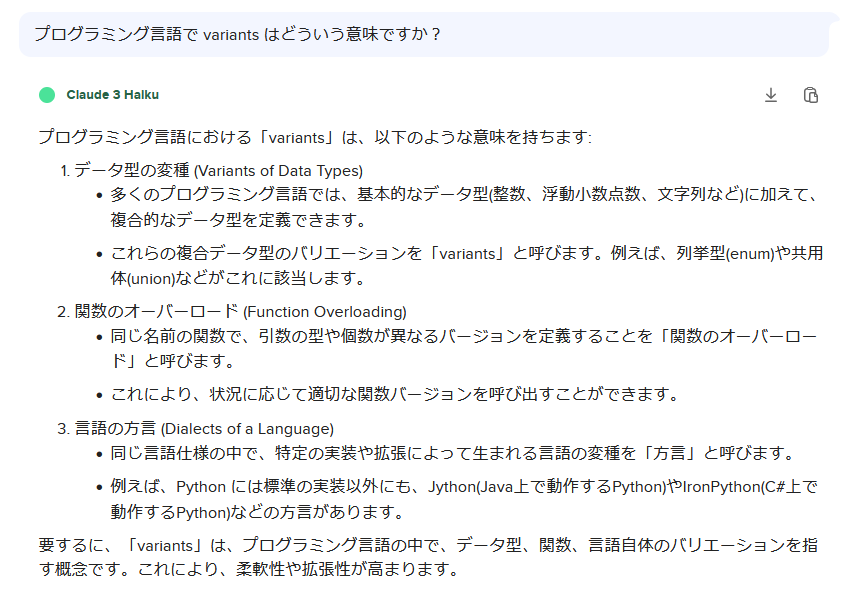 プログラミング言語で variants はどういう意味ですか？
Claude 3 Haiku
プログラミング言語における「variants」は、以下のような意味を持ちます:
1. データ型の変種 (Variants of Data Types)
• 多くのプログラミング言語では、基本的なデータ型(整数、浮動小数点数、文字列など)に加えて、
複合的なデータ型を定義できます。
• これらの複合データ型のバリエーションを「variants」と呼びます。例えば、列挙型(enum)や共用
体(union)などがこれに該当します。
2. 関数のオーバーロード (Function Overloading)
• 同じ名前の関数で、引数の型や個数が異なるバージョンを定義することを「関数のオーバーロー
ド」と呼びます。
• これにより、状況に応じて適切な関数バージョンを呼び出すことができます。
3. 言語の方言 (Dialects of a Language)
• 同じ言語仕様の中で、特定の実装や拡張によって生まれる言語の変種を「方言」と呼びます。
• 例えば、Python には標準の実装以外にも、Jython(Java上で動作するPython)やIronPython(C#上で
動作するPython)などの方言があります。
要するに、「variants」は、プログラミング言語の中で、データ型、関数、言語自体のバリエーションを指
す概念です。これにより、柔軟性や拡張性が高まります。